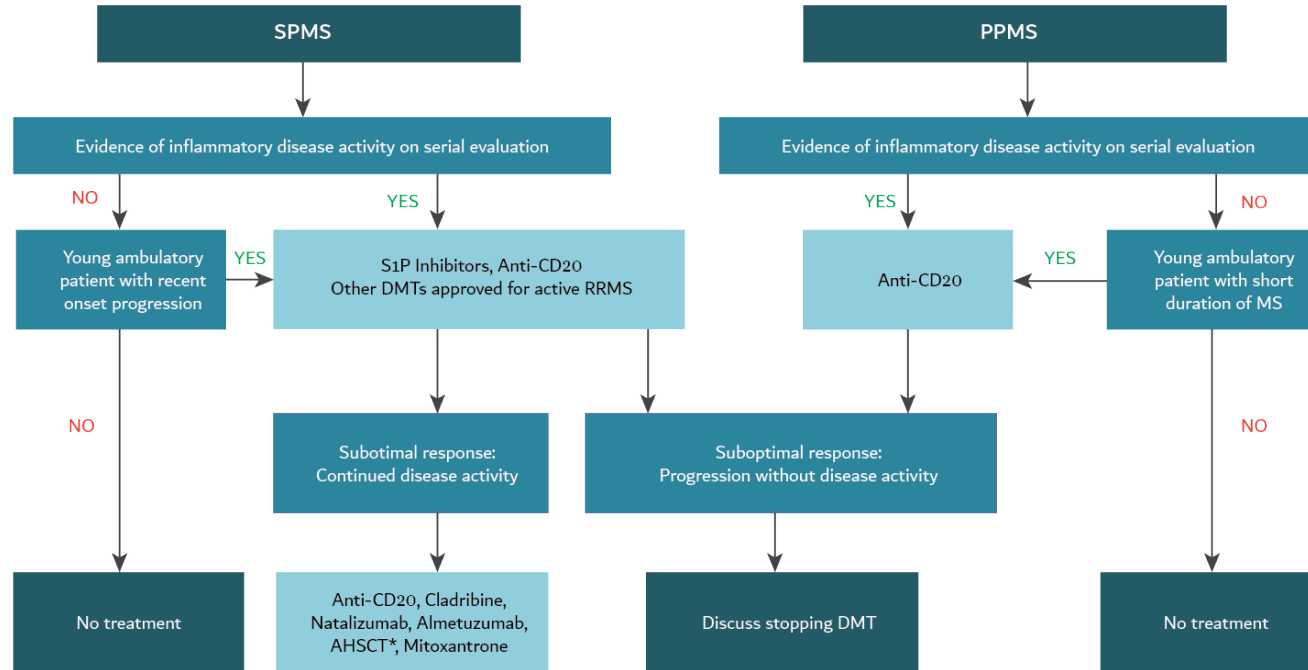 SPMS
PPMS
Evidence of inflammatory disease activity on serial evaluation
Evidence of inflammatory disease activity on serial evaluation
NO
YES
YES
NO
Young ambulatory
patient with recent
onset progression
YES
S1P Inhibitors, Anti-CD20
Other DMTs approved for active RRMS
Anti-CD20
YES
Young ambulatory
patient with short
duration of MS
NO
Subotimal response:
Continued disease activity
Suboptimal response:
Progression without disease activity
NO
No treatment
Anti-CD20, Cladribine,
Natalizumab, Almetuzumab,
AHSCT*, Mitoxantrone
Discuss stopping DMT
No treatment